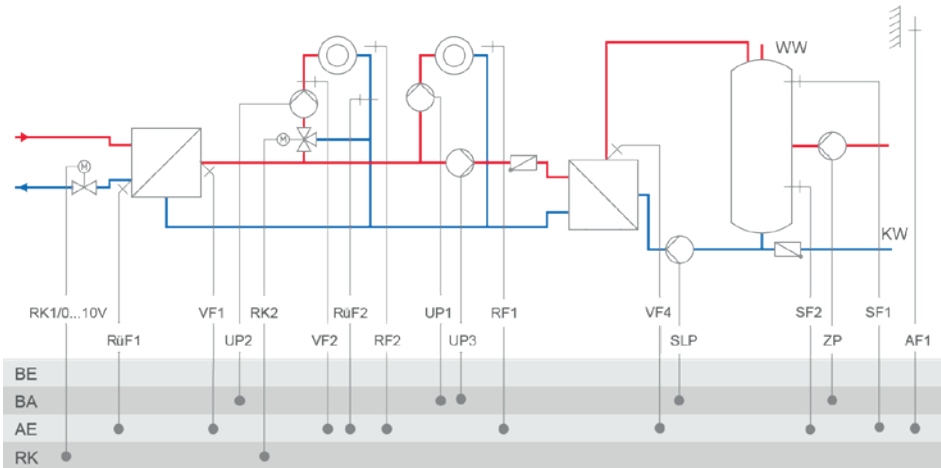 WW
M
M
KW
RK1/0...10V VF1 RK2 RüF2 UP1 RF1 VF4 SF2 SF1
RüF1 UP2 VF2 RF2 UP3 SLP ZP AF1
BE
BA
AE
RK